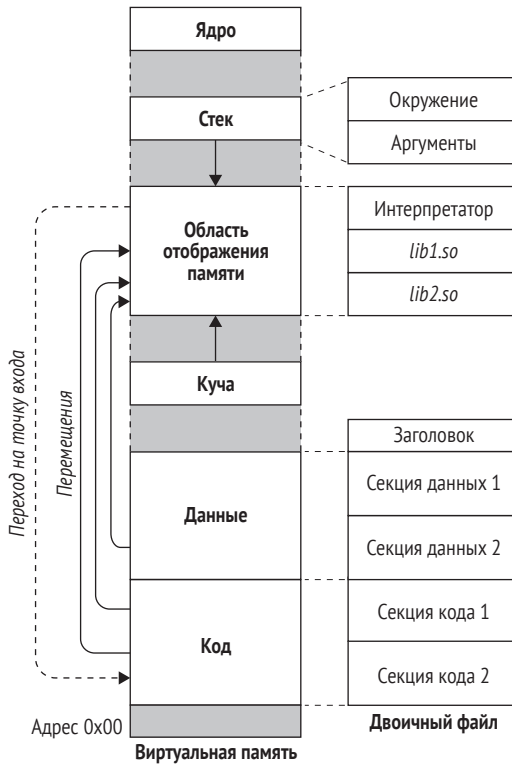 Ядро
Стек
Окружение
Аргументы
Область
отображения
памяти
Интерпретатор
lib1.so
lib2.so
Переход на точку входа
Перемещения
Куча
Заголовок
Данные
Секция данных 1
Секция данных 2
Код
Секция кода 1
Секция кода 2
Адрес 0x00
Виртуальная память
Двоичный файл